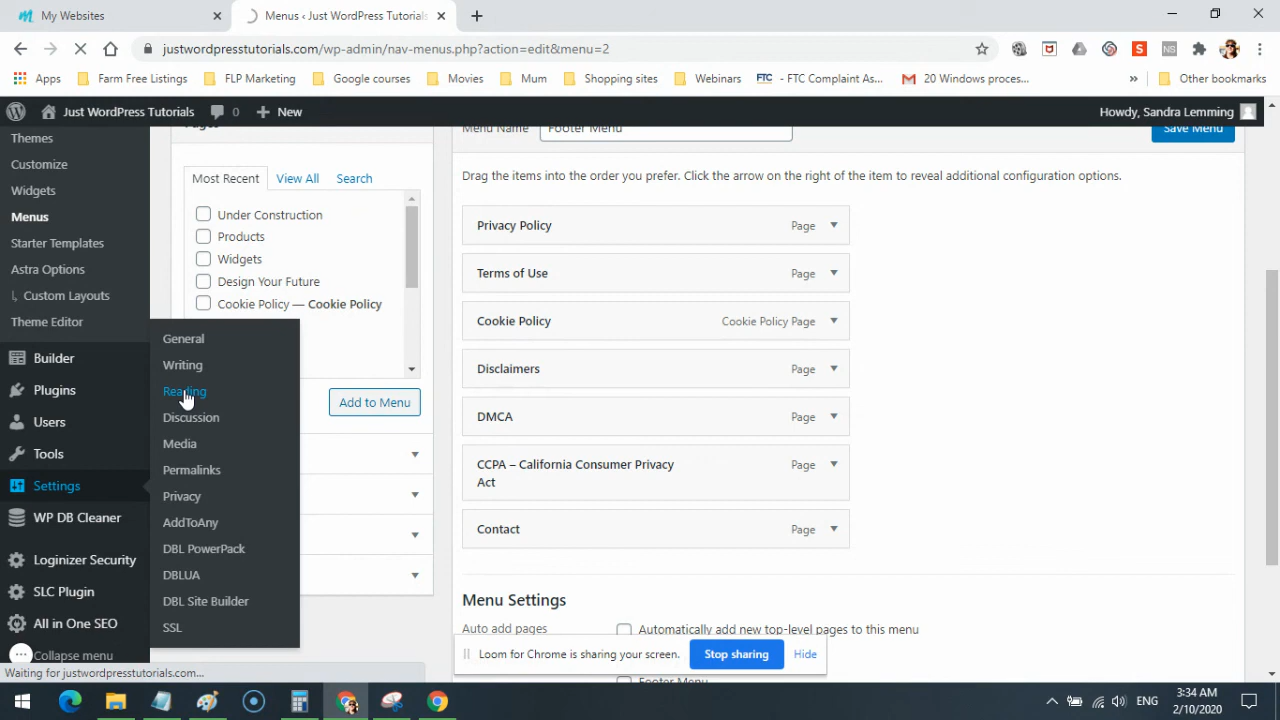 My Websites
Menus ‹ Just WordPress Tutorials
justwordpresstutorials.com/wp-admin/nav-menus.php?action=edit&menu=2
Apps
Farm Free Listings
FLP Marketing
Google courses
Movies
Mum
Shopping sites
Webinars
FTC - FTC Complaint As...
20 Windows proces...
»
Other bookmarks
Just WordPress Tutorials
0
New
Howdy, Sandra Lemming
Themes
Customize
Widgets
Menus
Starter Templates
Astra Options
Custom Layouts
Theme Editor
Builder
Plugins
Users
Tools
Settings
WP DB Cleaner
Loginizer Security
SLC Plugin
All in One SEO
Collapse menu
General
Writing
Reading
Discussion
Media
Permalinks
Privacy
AddToAny
DBL PowerPack
DBLUA
DBL Site Builder
SSL
Pages
Most Recent
View All
Search
Under Construction
Products
Widgets
Design Your Future
Cookie Policy — Cookie Policy
Add to Menu
Menu Name
Footer Menu
Save Menu
Drag the items into the order you prefer. Click the arrow on the right of the item to reveal additional configuration options.
Privacy Policy Page
Terms of Use Page
Cookie Policy Cookie Policy Page
Disclaimers Page
DMCA Page
CCPA – California Consumer Privacy Page
Act
Contact Page
Menu Settings
Auto add pages
Automatically add new top-level pages to this menu
Loom for Chrome is sharing your screen.
Stop sharing
Hide
Footer Menu
Waiting for justwordpresstutorials.com...
ENG
3:34 AM
2/10/2020